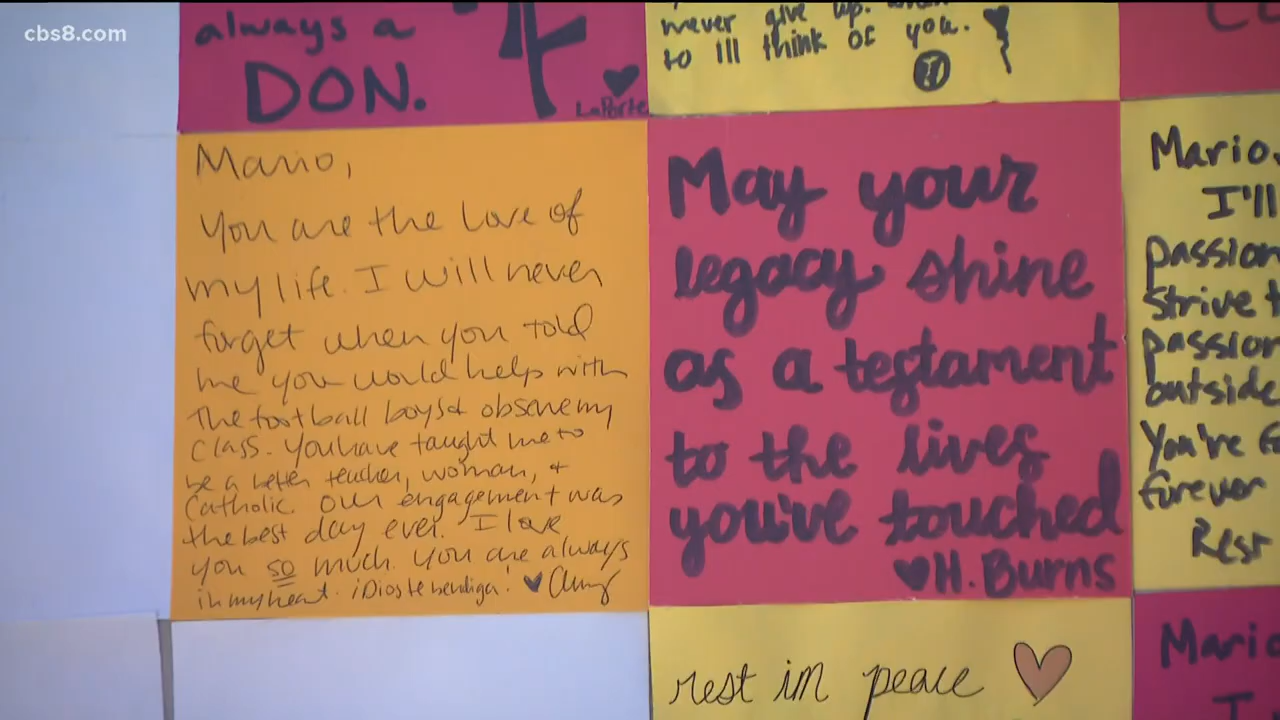 cbs8.com
always a
DON.
LaPorte
never give up. when
to Ill think of you.
Mario,
You are the love of
my life. I will never
forget when you told
me you would help with
the football boys & observe my
class. You have taught me to
be a better teacher, woman, +
Catholic. Our engagement was
the best day ever. I love
you so much. You are always
in my heart. ¡Dios te bendiga! ♥ Amy
May your
legacy shine
as a testament
to the lives
you've touched
♥ H. Burns
Mario,
I'll
passion
strive t
passion
outside
You're
forever
Rest
rest in peace
Mario
I